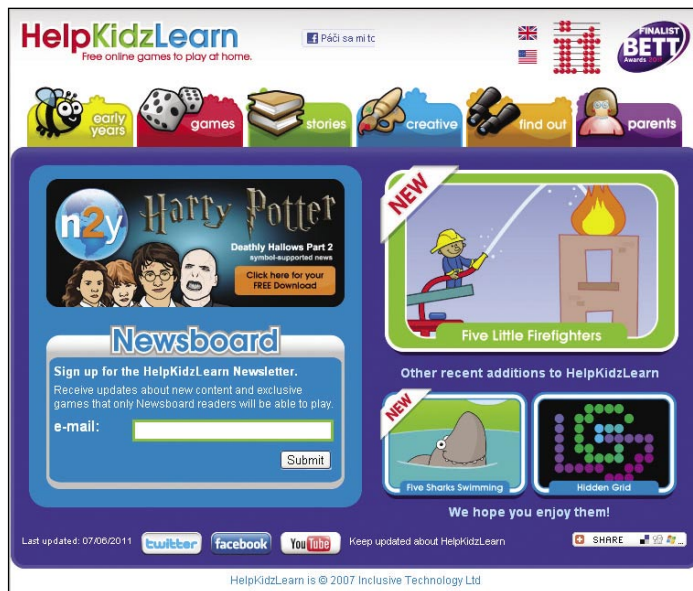 HelpKidzLearn
Free online games to play at home.
Páči sa mi to
FINALIST
BETT
Awards 2011
early
years
games
stories
creative
find out
parents
n2y
Harry Potter
Deathly Hallows Part 2
symbol-supported news
Click here for your
FREE Download
Newsboard
Sign up for the HelpKidzLearn Newsletter.
Receive updates about new content and exclusive
games that only Newsboard readers will be able to play.
e-mail:
Submit
NEW
Five Little Firefighters
Other recent additions to HelpKidzLearn
NEW
Five Sharks Swimming
Hidden Grid
We hope you enjoy them!
Last updated: 07/06/2011
twitter
facebook
YouTube
Keep updated about HelpKidzLearn
SHARE
...
HelpKidzLearn is © 2007 Inclusive Technology Ltd